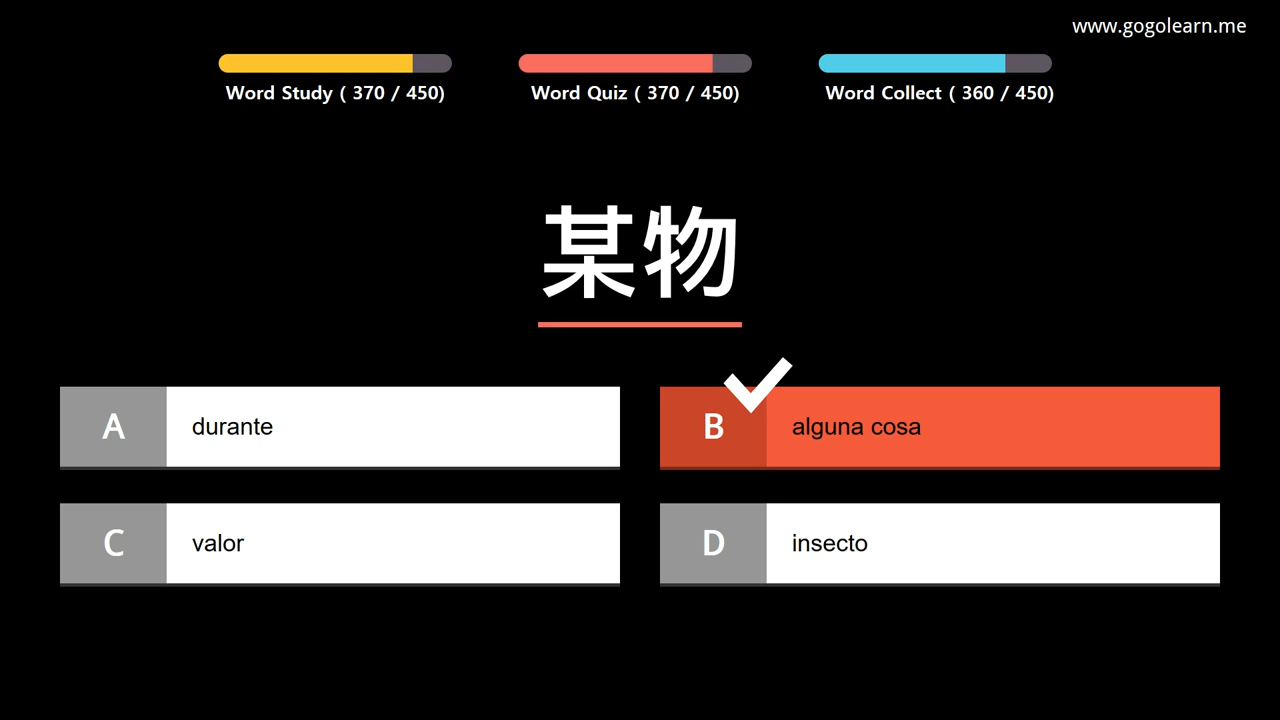 www.gogolearn.me
Word Study ( 370 / 450)
Word Quiz ( 370 / 450)
Word Collect ( 360 / 450)
某物
A durante
B alguna cosa
C valor
D insecto